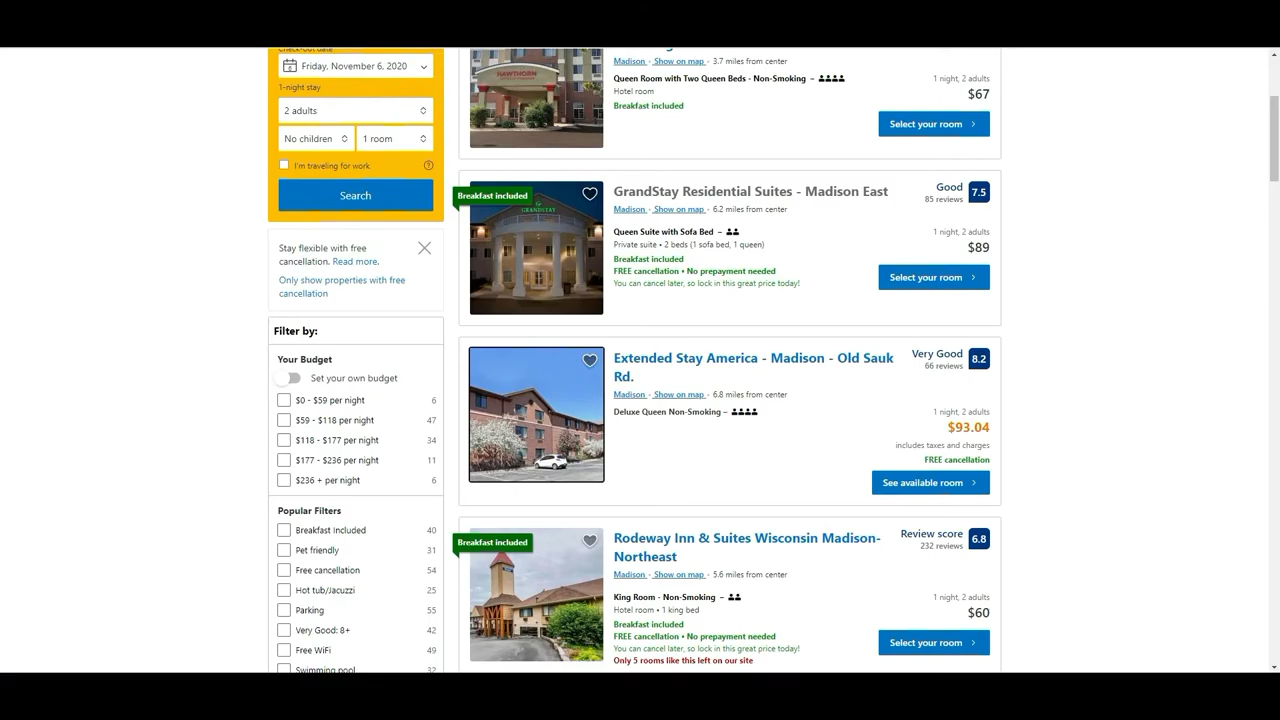 Friday, November 6, 2020
1-night stay
2 adults
No children
1 room
I'm traveling for work
Search
Stay flexible with free
cancellation. Read more.
Only show properties with free
cancellation
Filter by:
Your Budget
Set your own budget
$0 - $59 per night 6
$59 - $118 per night 47
$118 - $177 per night 34
$177 - $236 per night 11
$236 + per night 6
Popular Filters
Breakfast Included 40
Pet friendly 31
Free cancellation 54
Hot tub/Jacuzzi 25
Parking 55
Very Good: 8+ 42
Free WiFi 49
Swimming pool 32
HAWTHORN
Madison · Show on map · 3.7 miles from center
Queen Room with Two Queen Beds - Non-Smoking –
Hotel room
Breakfast included
1 night, 2 adults
$67
Select your room
Breakfast included
GRANDSTAY
GrandStay Residential Suites - Madison East
Madison · Show on map · 6.2 miles from center
Queen Suite with Sofa Bed –
Private suite • 2 beds (1 sofa bed, 1 queen)
Breakfast included
FREE cancellation • No prepayment needed
You can cancel later, so lock in this great price today!
Good 7.5
85 reviews
1 night, 2 adults
$89
Select your room
Extended Stay America - Madison - Old Sauk
Rd.
Madison · Show on map · 6.8 miles from center
Deluxe Queen Non-Smoking –
Very Good 8.2
66 reviews
1 night, 2 adults
$93.04
includes taxes and charges
FREE cancellation
See available room
Breakfast included
Rodeway Inn & Suites Wisconsin Madison-
Northeast
Madison · Show on map · 5.6 miles from center
King Room - Non-Smoking –
Hotel room • 1 king bed
Breakfast included
FREE cancellation • No prepayment needed
You can cancel later, so lock in this great price today!
Only 5 rooms like this left on our site
Review score 6.8
232 reviews
1 night, 2 adults
$60
Select your room